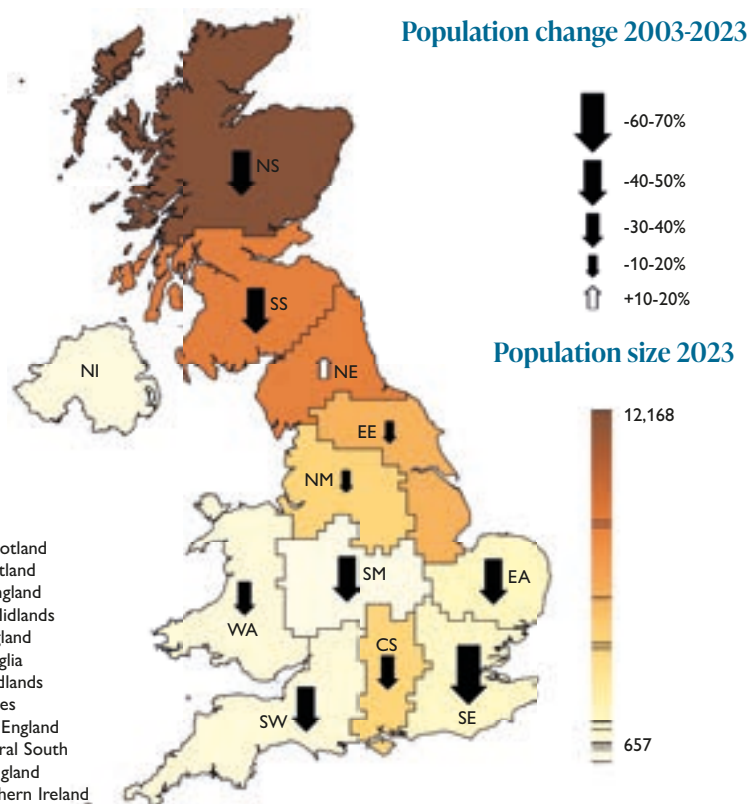 Population change 2003-2023
-60-70%
-40-50%
-30-40%
-10-20%
+10-20%
Population size 2023
12,168
657
NS
SS
NI
NE
EE
NM
SM
EA
WA
CS
SW
SE
otland
tland
ngland
lidlands
gland
glia
dlands
es
England
ral South
gland
hern Ireland